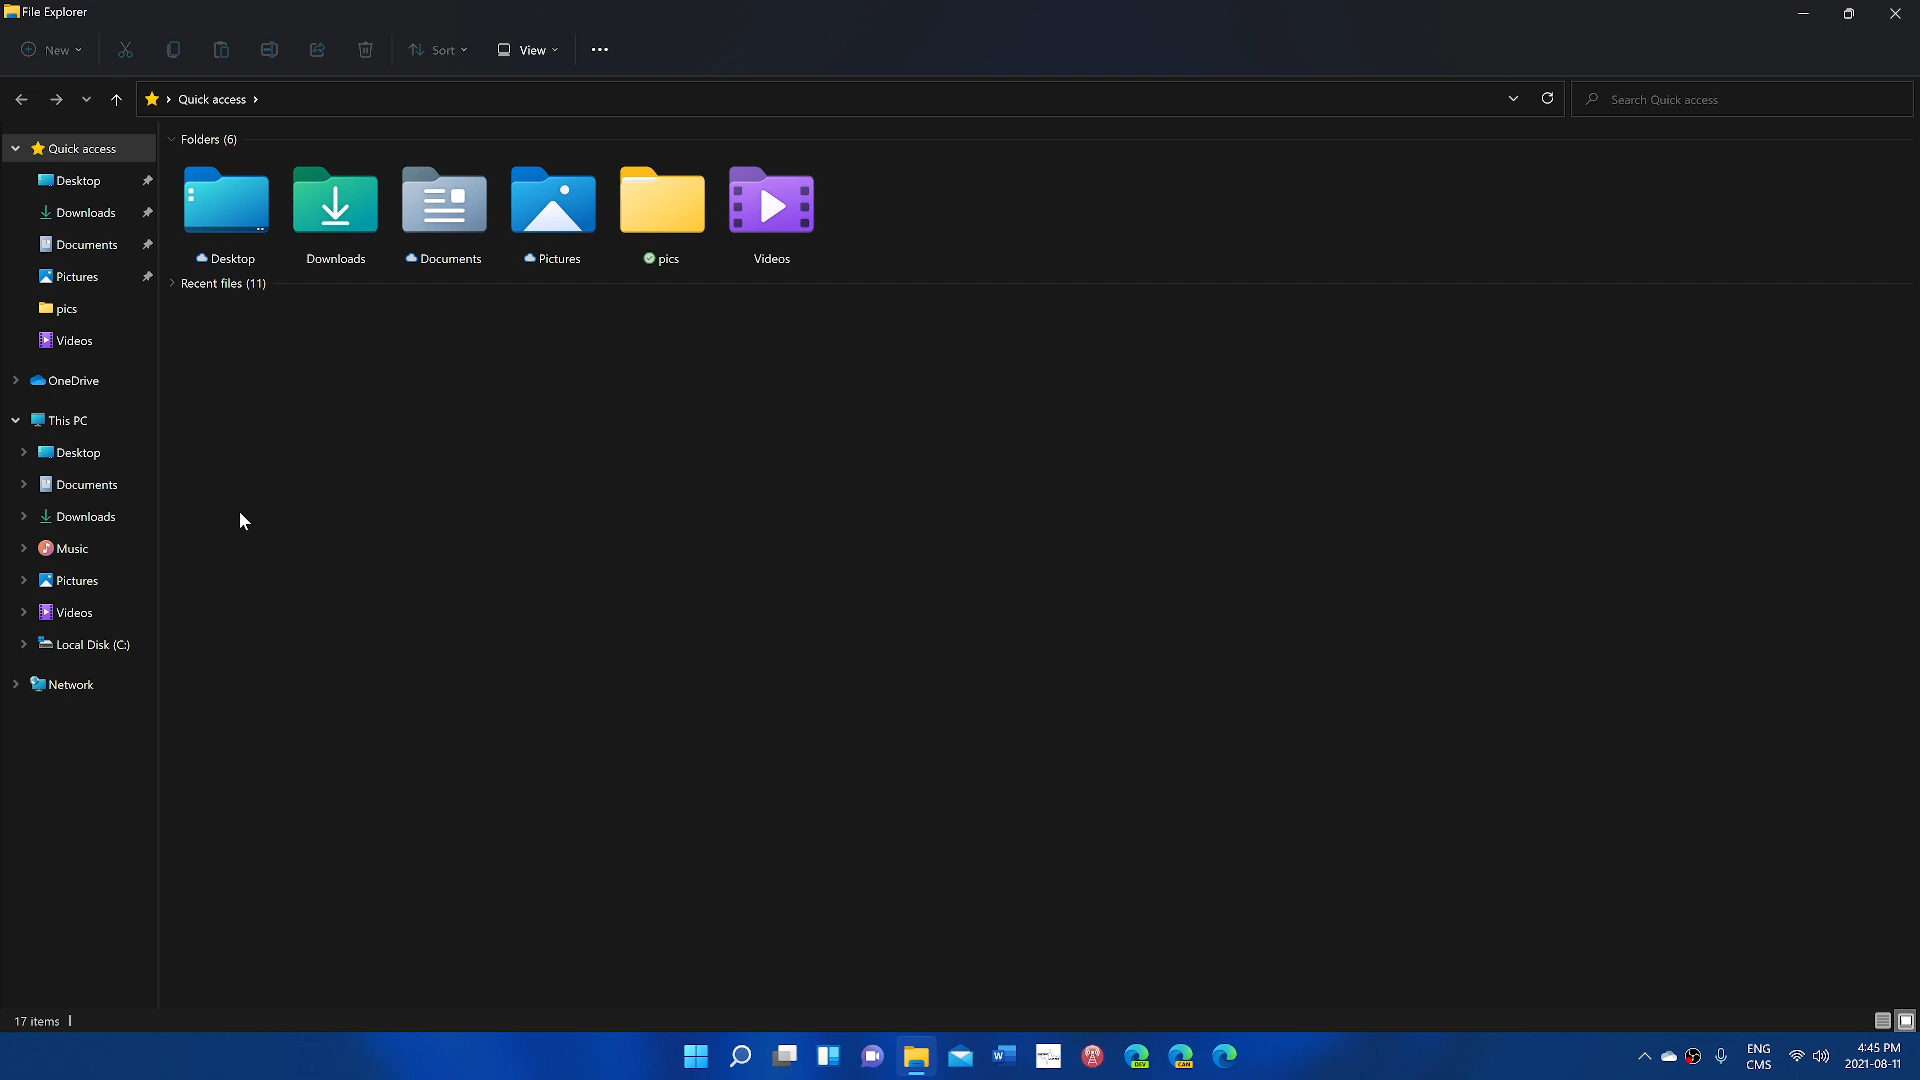 File Explorer
New
Sort
View
Quick access
Search Quick access
Quick access
Desktop
Downloads
Documents
Pictures
pics
Videos
OneDrive
This PC
Desktop
Documents
Downloads
Music
Pictures
Videos
Local Disk (C:)
Network
Folders (6)
Desktop
Downloads
Documents
Pictures
pics
Videos
Recent files (11)
17 items
W
DEV
CAN
ENG
CMS
4:45 PM
2021-08-11